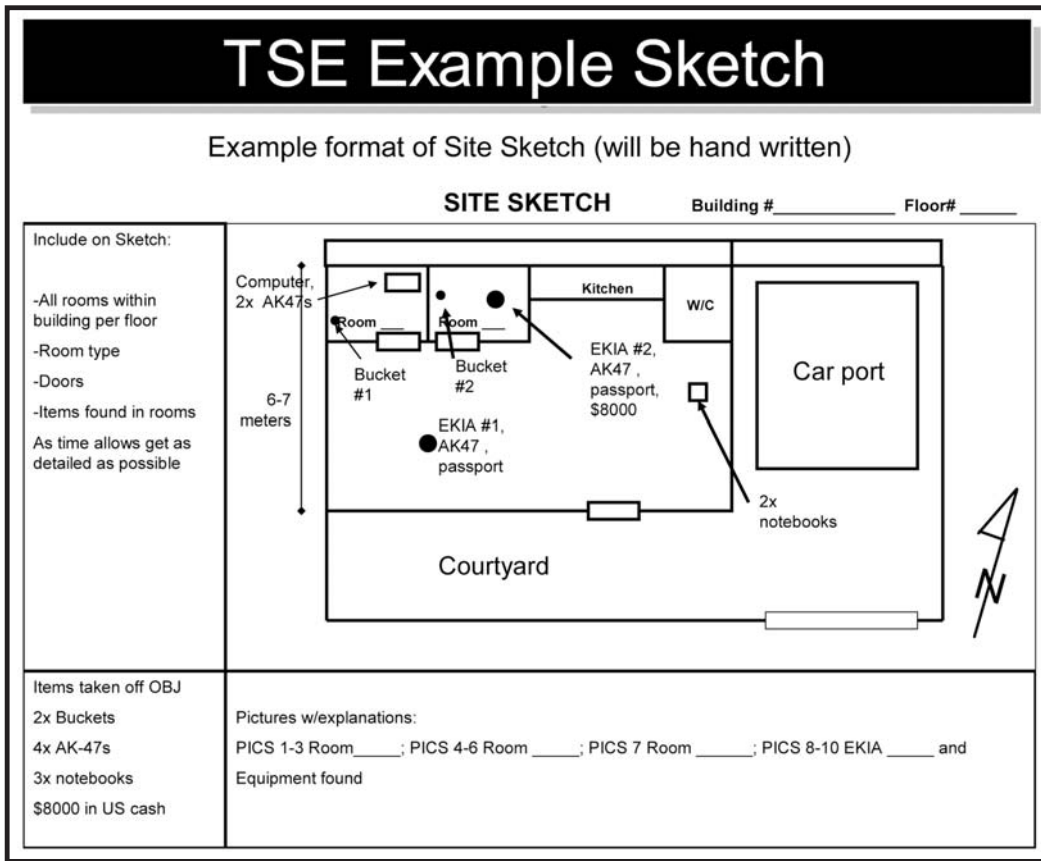 TSE Example Sketch
Example format of Site Sketch (will be hand written)
SITE SKETCH
Building #____________ Floor# ______
Include on Sketch:
-All rooms within
building per floor
-Room type
-Doors
-Items found in rooms
As time allows get as
detailed as possible
Computer,
2x AK47s
Room ___
Room ___
Kitchen
W/C
Bucket
#1
Bucket
#2
EKIA #2,
AK47 ,
passport,
$8000
Car port
6-7
meters
EKIA #1,
AK47 ,
passport
2x
notebooks
Courtyard
N
Items taken off OBJ
2x Buckets
4x AK-47s
3x notebooks
$8000 in US cash
Pictures w/explanations:
PICS 1-3 Room_____; PICS 4-6 Room _____; PICS 7 Room ______; PICS 8-10 EKIA _____ and
Equipment found